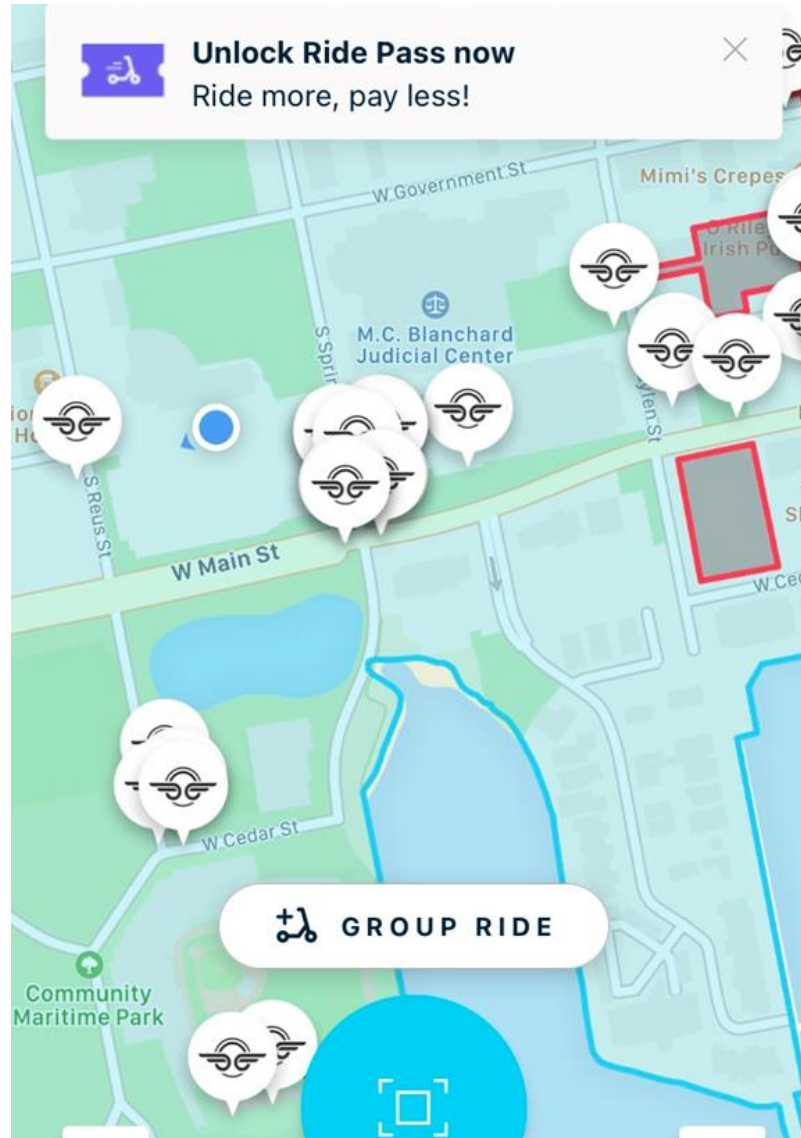 Unlock Ride Pass now
Ride more, pay less!
W Government St
Mimi's Crepes
Irish
M.C. Blanchard
Judicial Center
S
S Reus St
W Main St
W Cedar St
GROUP RIDE
Community
Maritime Park